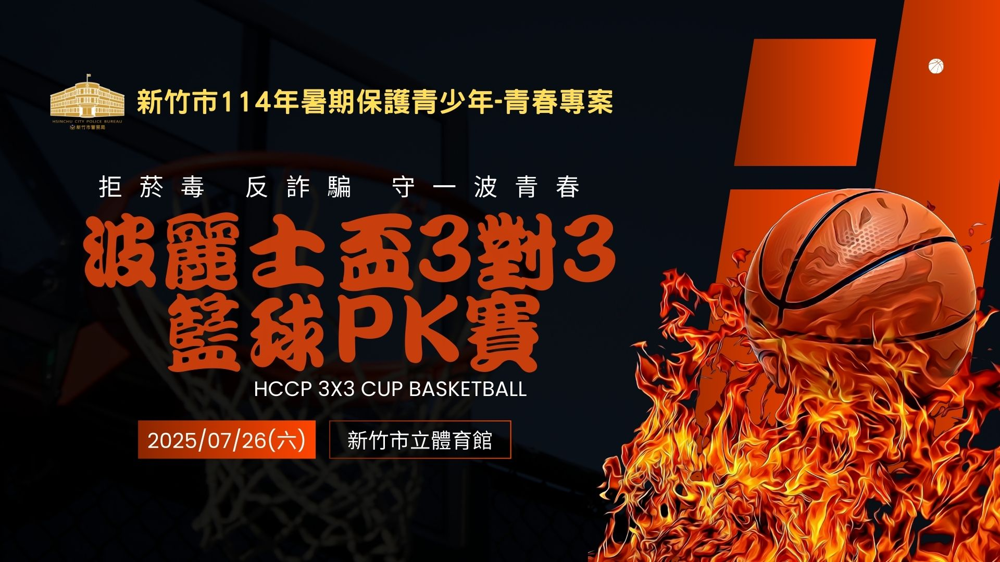 新竹市114年暑期保護青少年-青春專案
HSINCHU CITY POLICE BUREAU
新竹市警察局
拒菸毒 反詐騙 守一波青春
波麗士盃3對3
籃球PK賽
HCCP 3X3 CUP BASKETBALL
2025/07/26(六)
新竹市立體育館